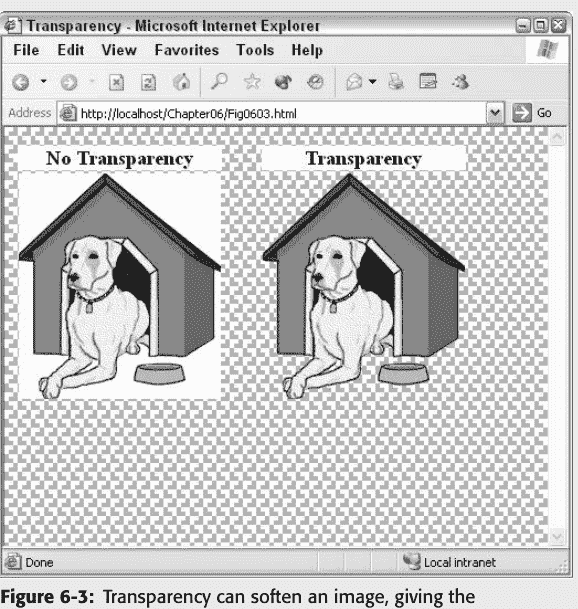 Transparency - Microsoft Internet Explorer
File Edit View Favorites Tools Help
Address http://localhost/Chapter06/Fig0603.html Go
No Transparency Transparency
Done Local intranet
Figure 6-3: Transparency can soften an image, giving the